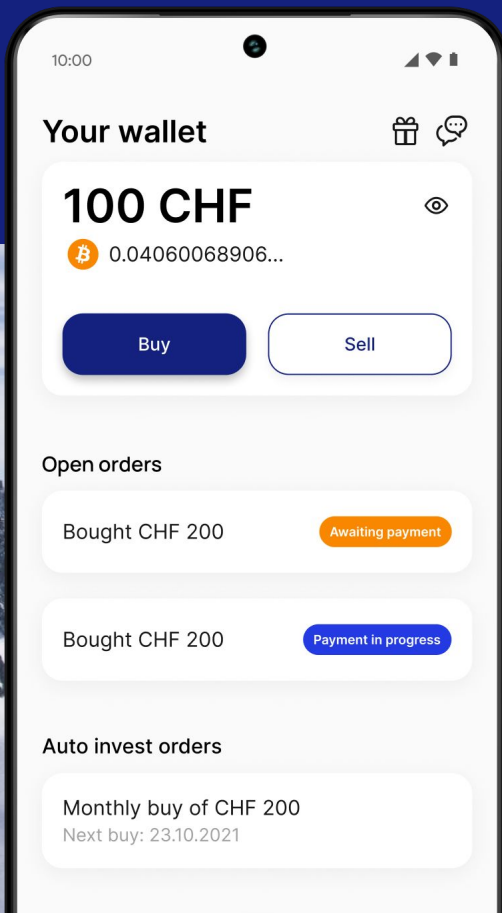 10:00
Your wallet
100 CHF
0.04060068906...
Buy
Sell
Open orders
Bought CHF 200
Awaiting payment
Bought CHF 200
Payment in progress
Auto invest orders
Monthly buy of CHF 200
Next buy: 23.10.2021